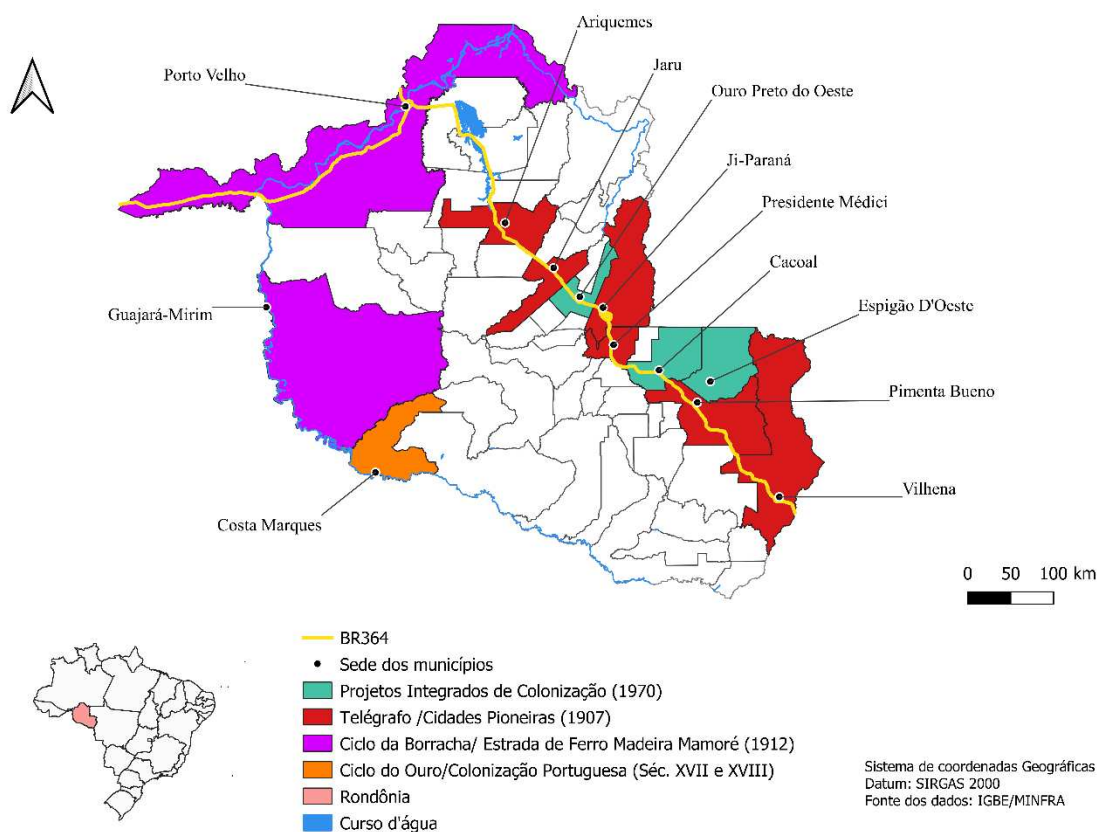 Ariquemes
Jaru
Porto Velho
Ouro Preto do Oeste
Ji-Paraná
Presidente Médici
Cacoal
Espigão D'Oeste
Guajará-Mirim
Pimenta Bueno
Vilhena
Costa Marques
0 50 100 km
BR364
Sede dos municípios
Projetos Integrados de Colonização (1970)
Telégrafo /Cidades Pioneiras (1907)
Ciclo da Borracha/ Estrada de Ferro Madeira Mamoré (1912)
Ciclo do Ouro/Colonização Portuguesa (Séc. XVII e XVIII)
Rondônia
Curso d'água
Sistema de coordenadas Geográficas
Datum: SIRGAS 2000
Fonte dos dados: IGBE/MINFRA